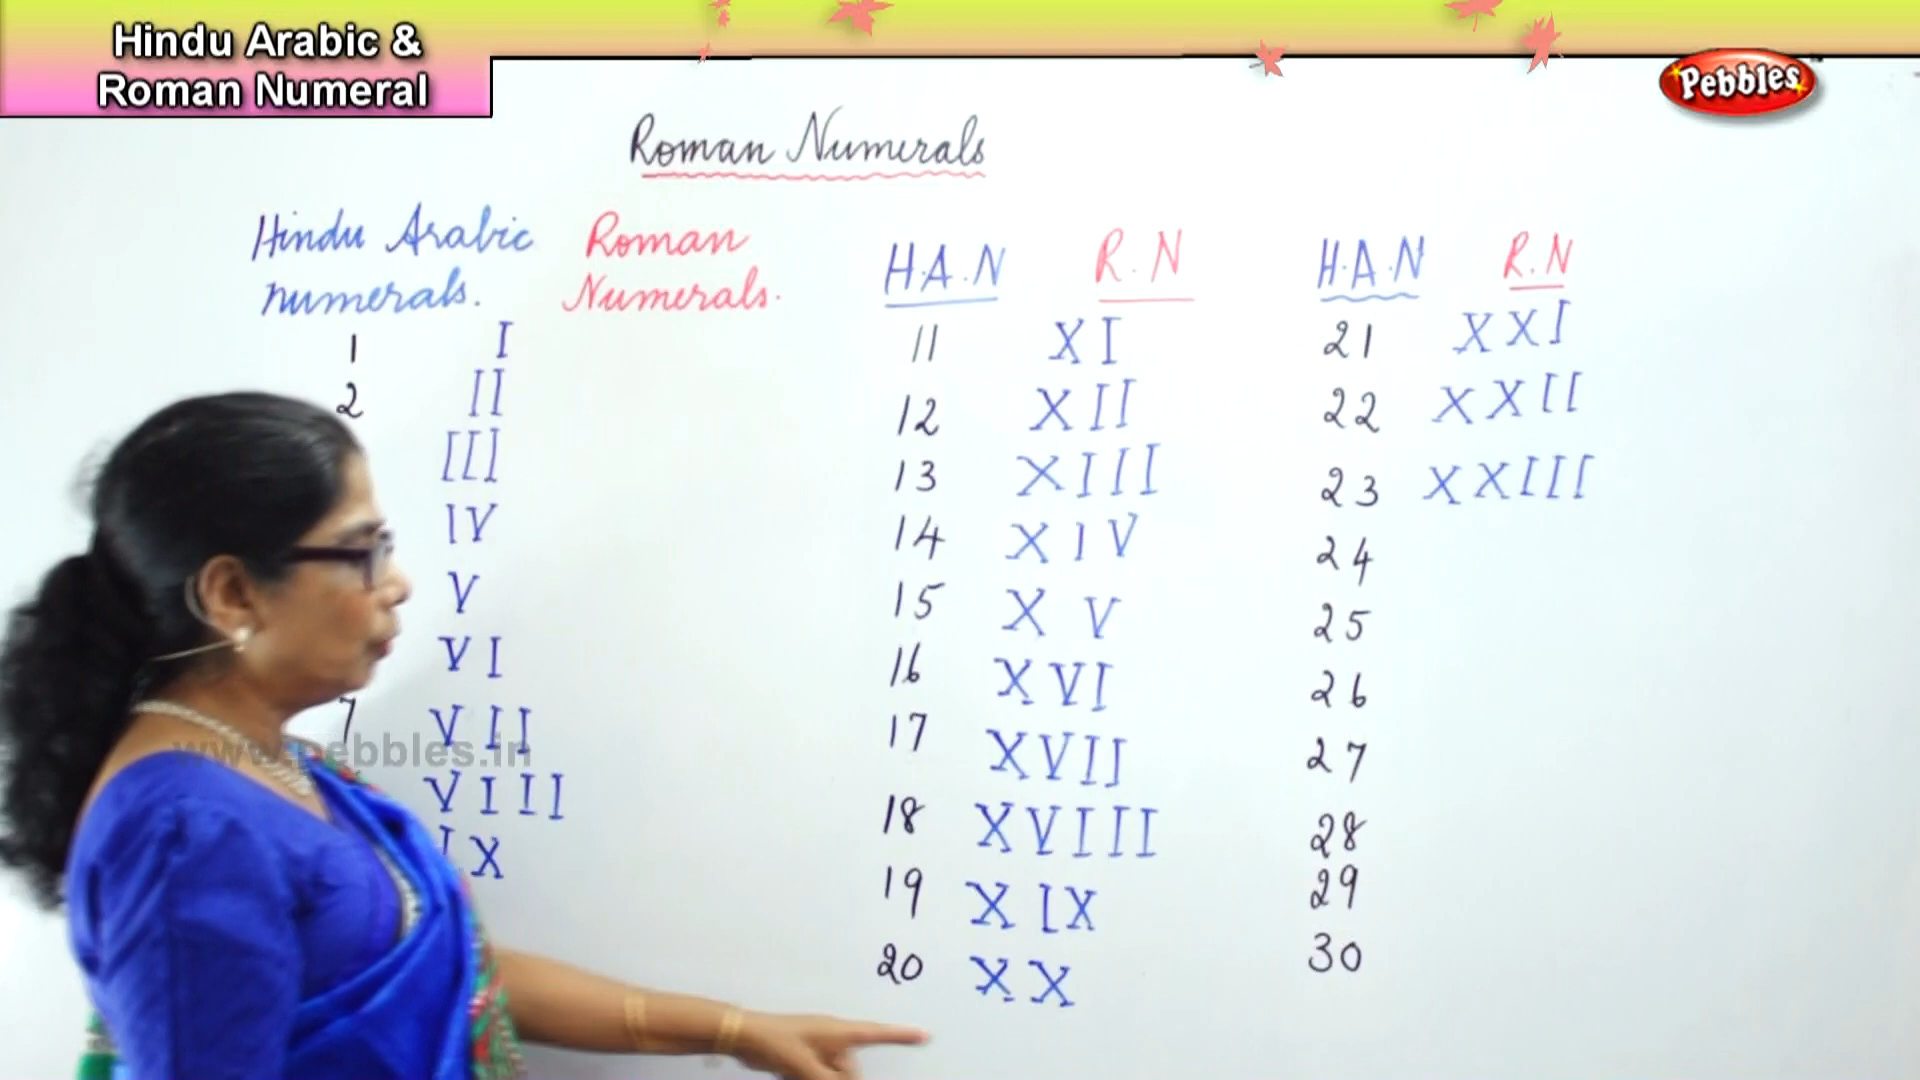 Hindu Arabic &
Roman Numeral
Pebbles
Roman Numerals
Hindu Arabic
numerals.
Roman
Numerals.
1 I
2 II
III
IV
V
VI
7 VII
VIII
IX
www.pebbles.in
H.A.N R.N
11 XI
12 XII
13 XIII
14 XIV
15 XV
16 XVI
17 XVII
18 XVIII
19 XIX
20 XX
H.A.N R.N
21 XXI
22 XXII
23 XXIII
24
25
26
27
28
29
30